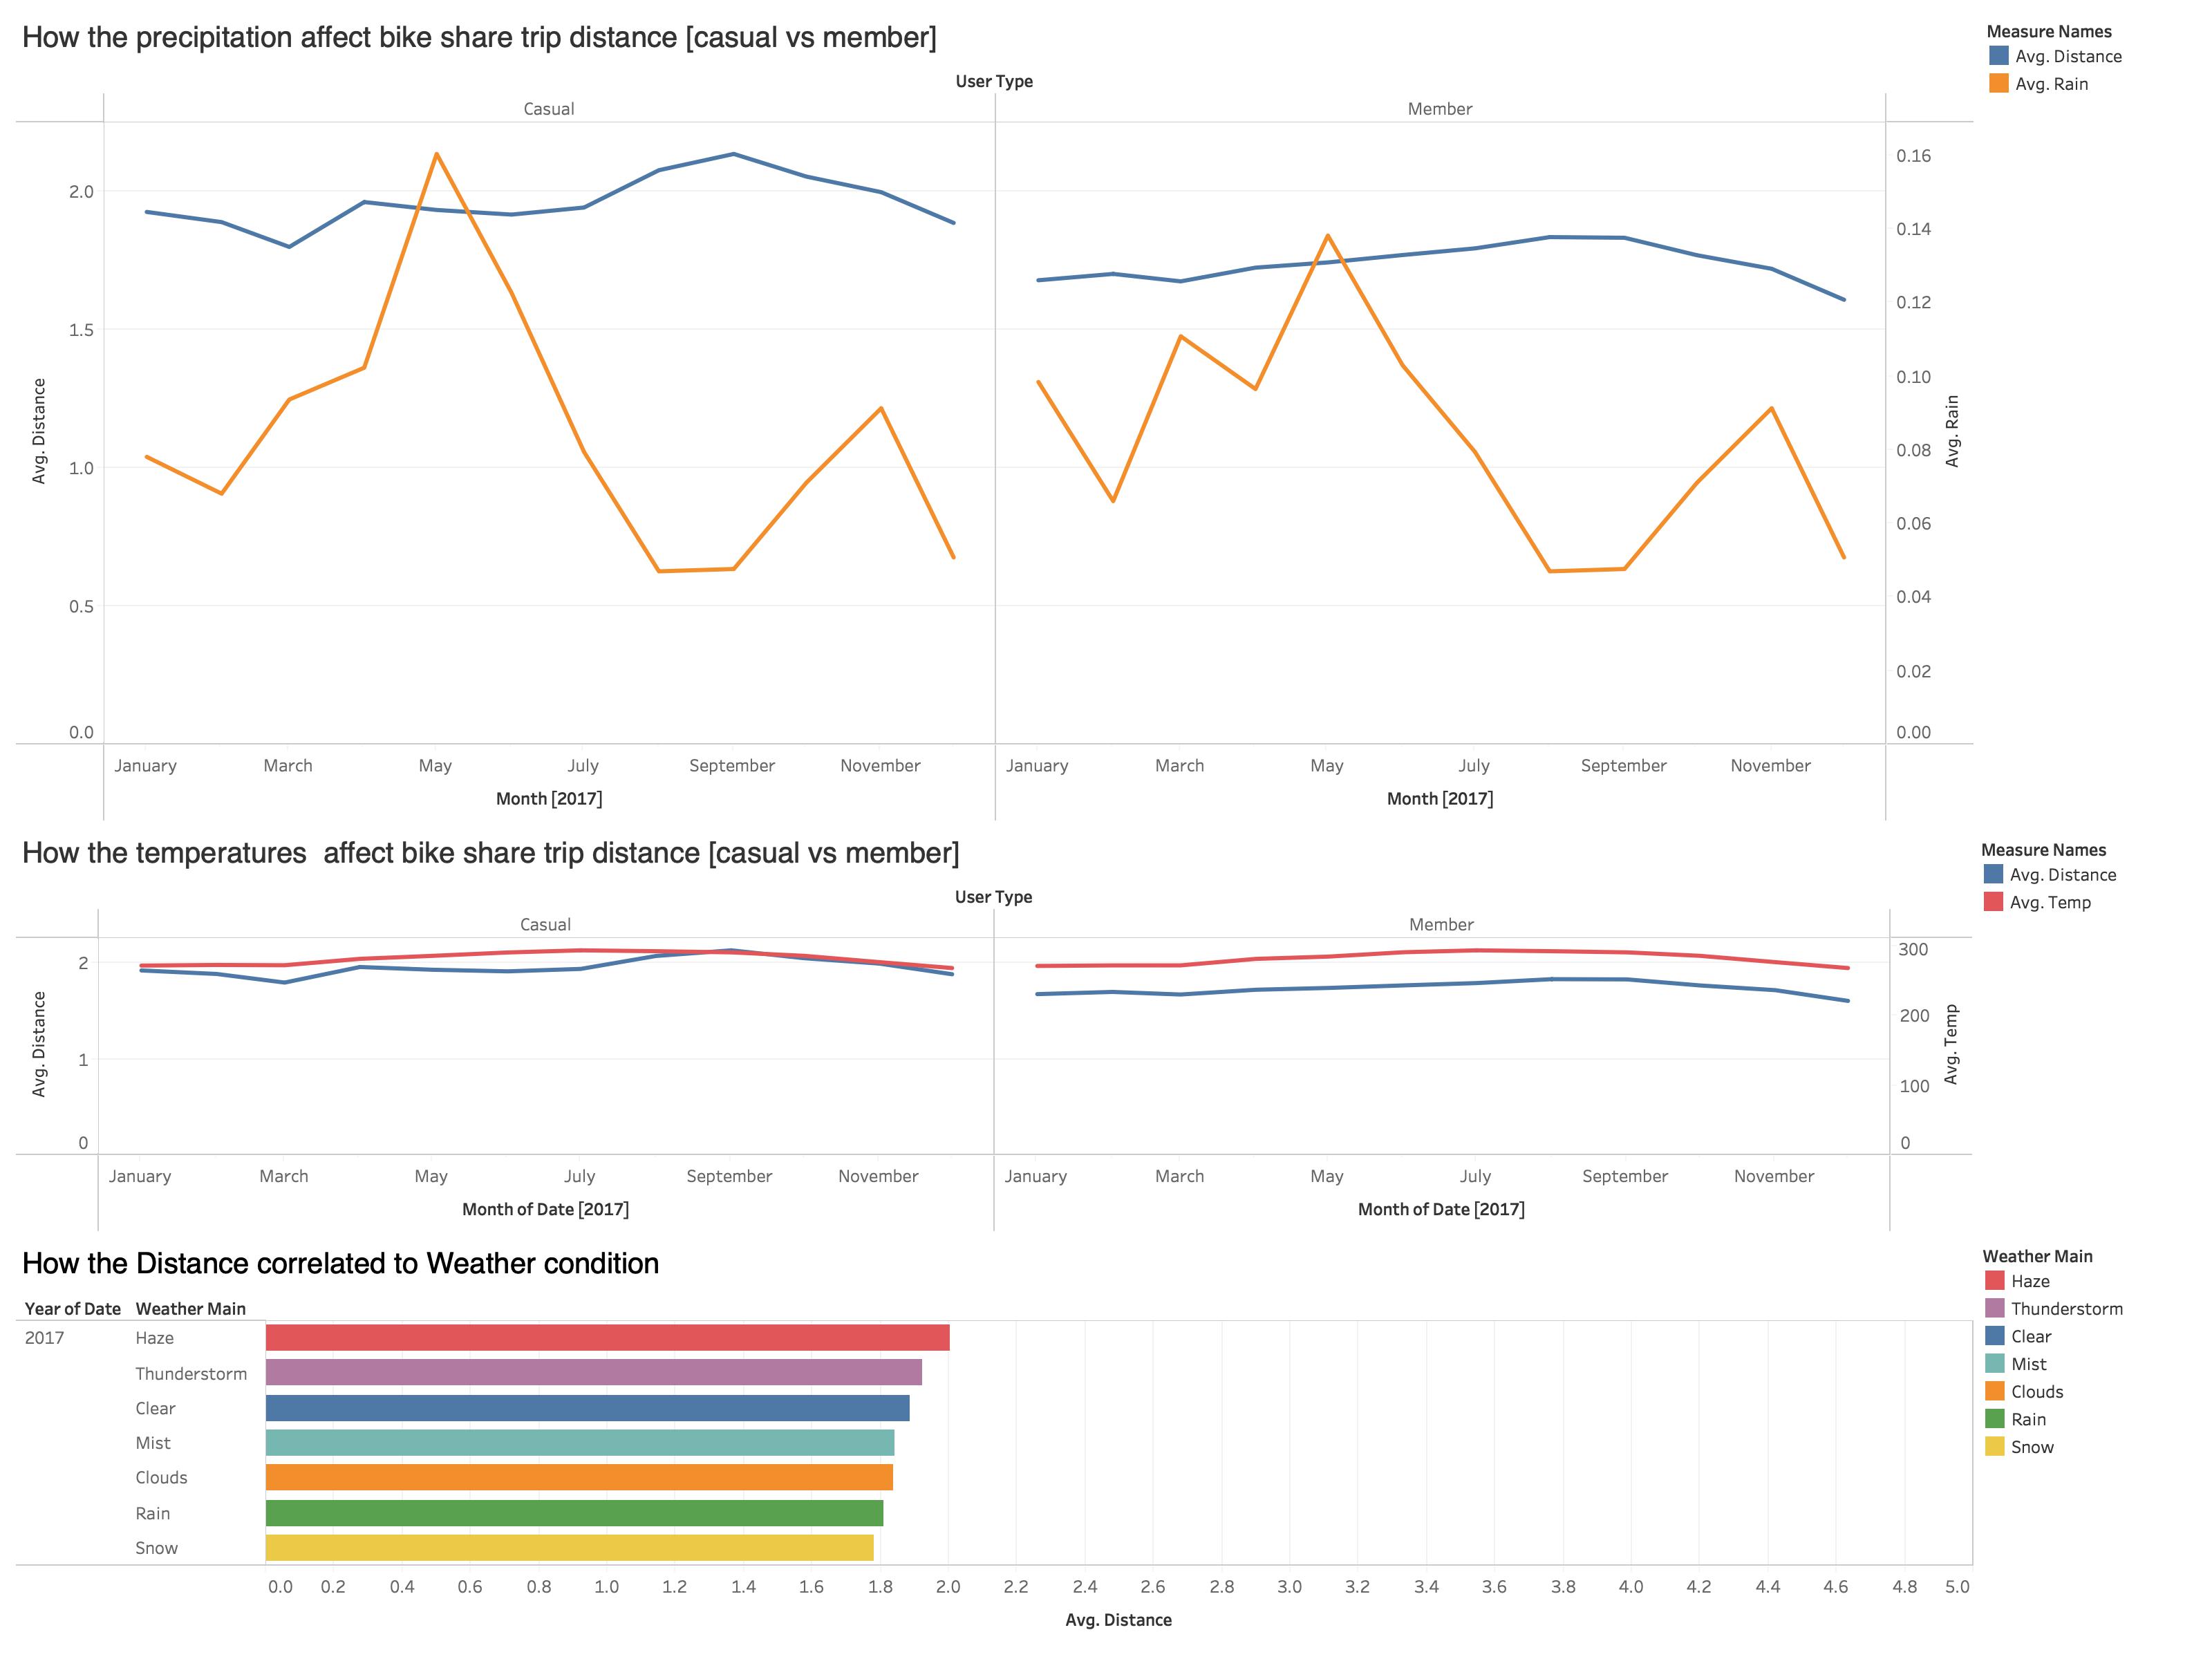 How the precipitation affect bike share trip distance [casual vs member]
Measure Names
Avg. Distance
Avg. Rain
User Type
Casual
Member
2.0
1.5
1.0
0.5
0.0
Avg. Distance
0.16
0.14
0.12
0.10
0.08
0.06
0.04
0.02
0.00
Avg. Rain
January March May July September November
January March May July September November
Month [2017]
Month [2017]
How the temperatures  affect bike share trip distance [casual vs member]
Measure Names
Avg. Distance
Avg. Temp
User Type
Casual
Member
2
1
0
Avg. Distance
300
200
100
0
Avg. Temp
January March May July September November
January March May July September November
Month of Date [2017]
Month of Date [2017]
How the Distance correlated to Weather condition
Year of Date Weather Main
2017 Haze
Thunderstorm
Clear
Mist
Clouds
Rain
Snow
0.0 0.2 0.4 0.6 0.8 1.0 1.2 1.4 1.6 1.8 2.0 2.2 2.4 2.6 2.8 3.0 3.2 3.4 3.6 3.8 4.0 4.2 4.4 4.6 4.8 5.0
Avg. Distance
Weather Main
Haze
Thunderstorm
Clear
Mist
Clouds
Rain
Snow